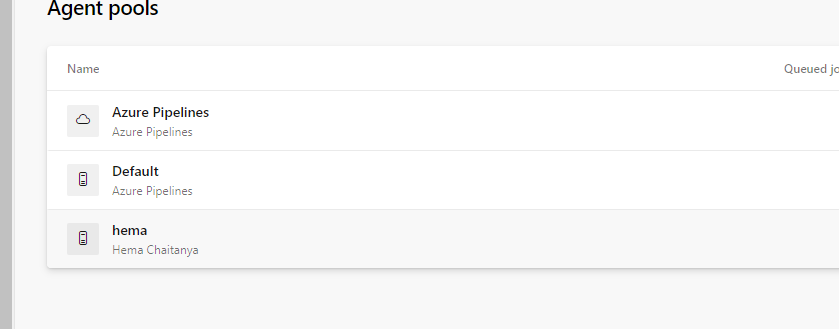 Agent pools
Name
Queued jo
Azure Pipelines
Azure Pipelines
Default
Azure Pipelines
hema
Hema Chaitanya